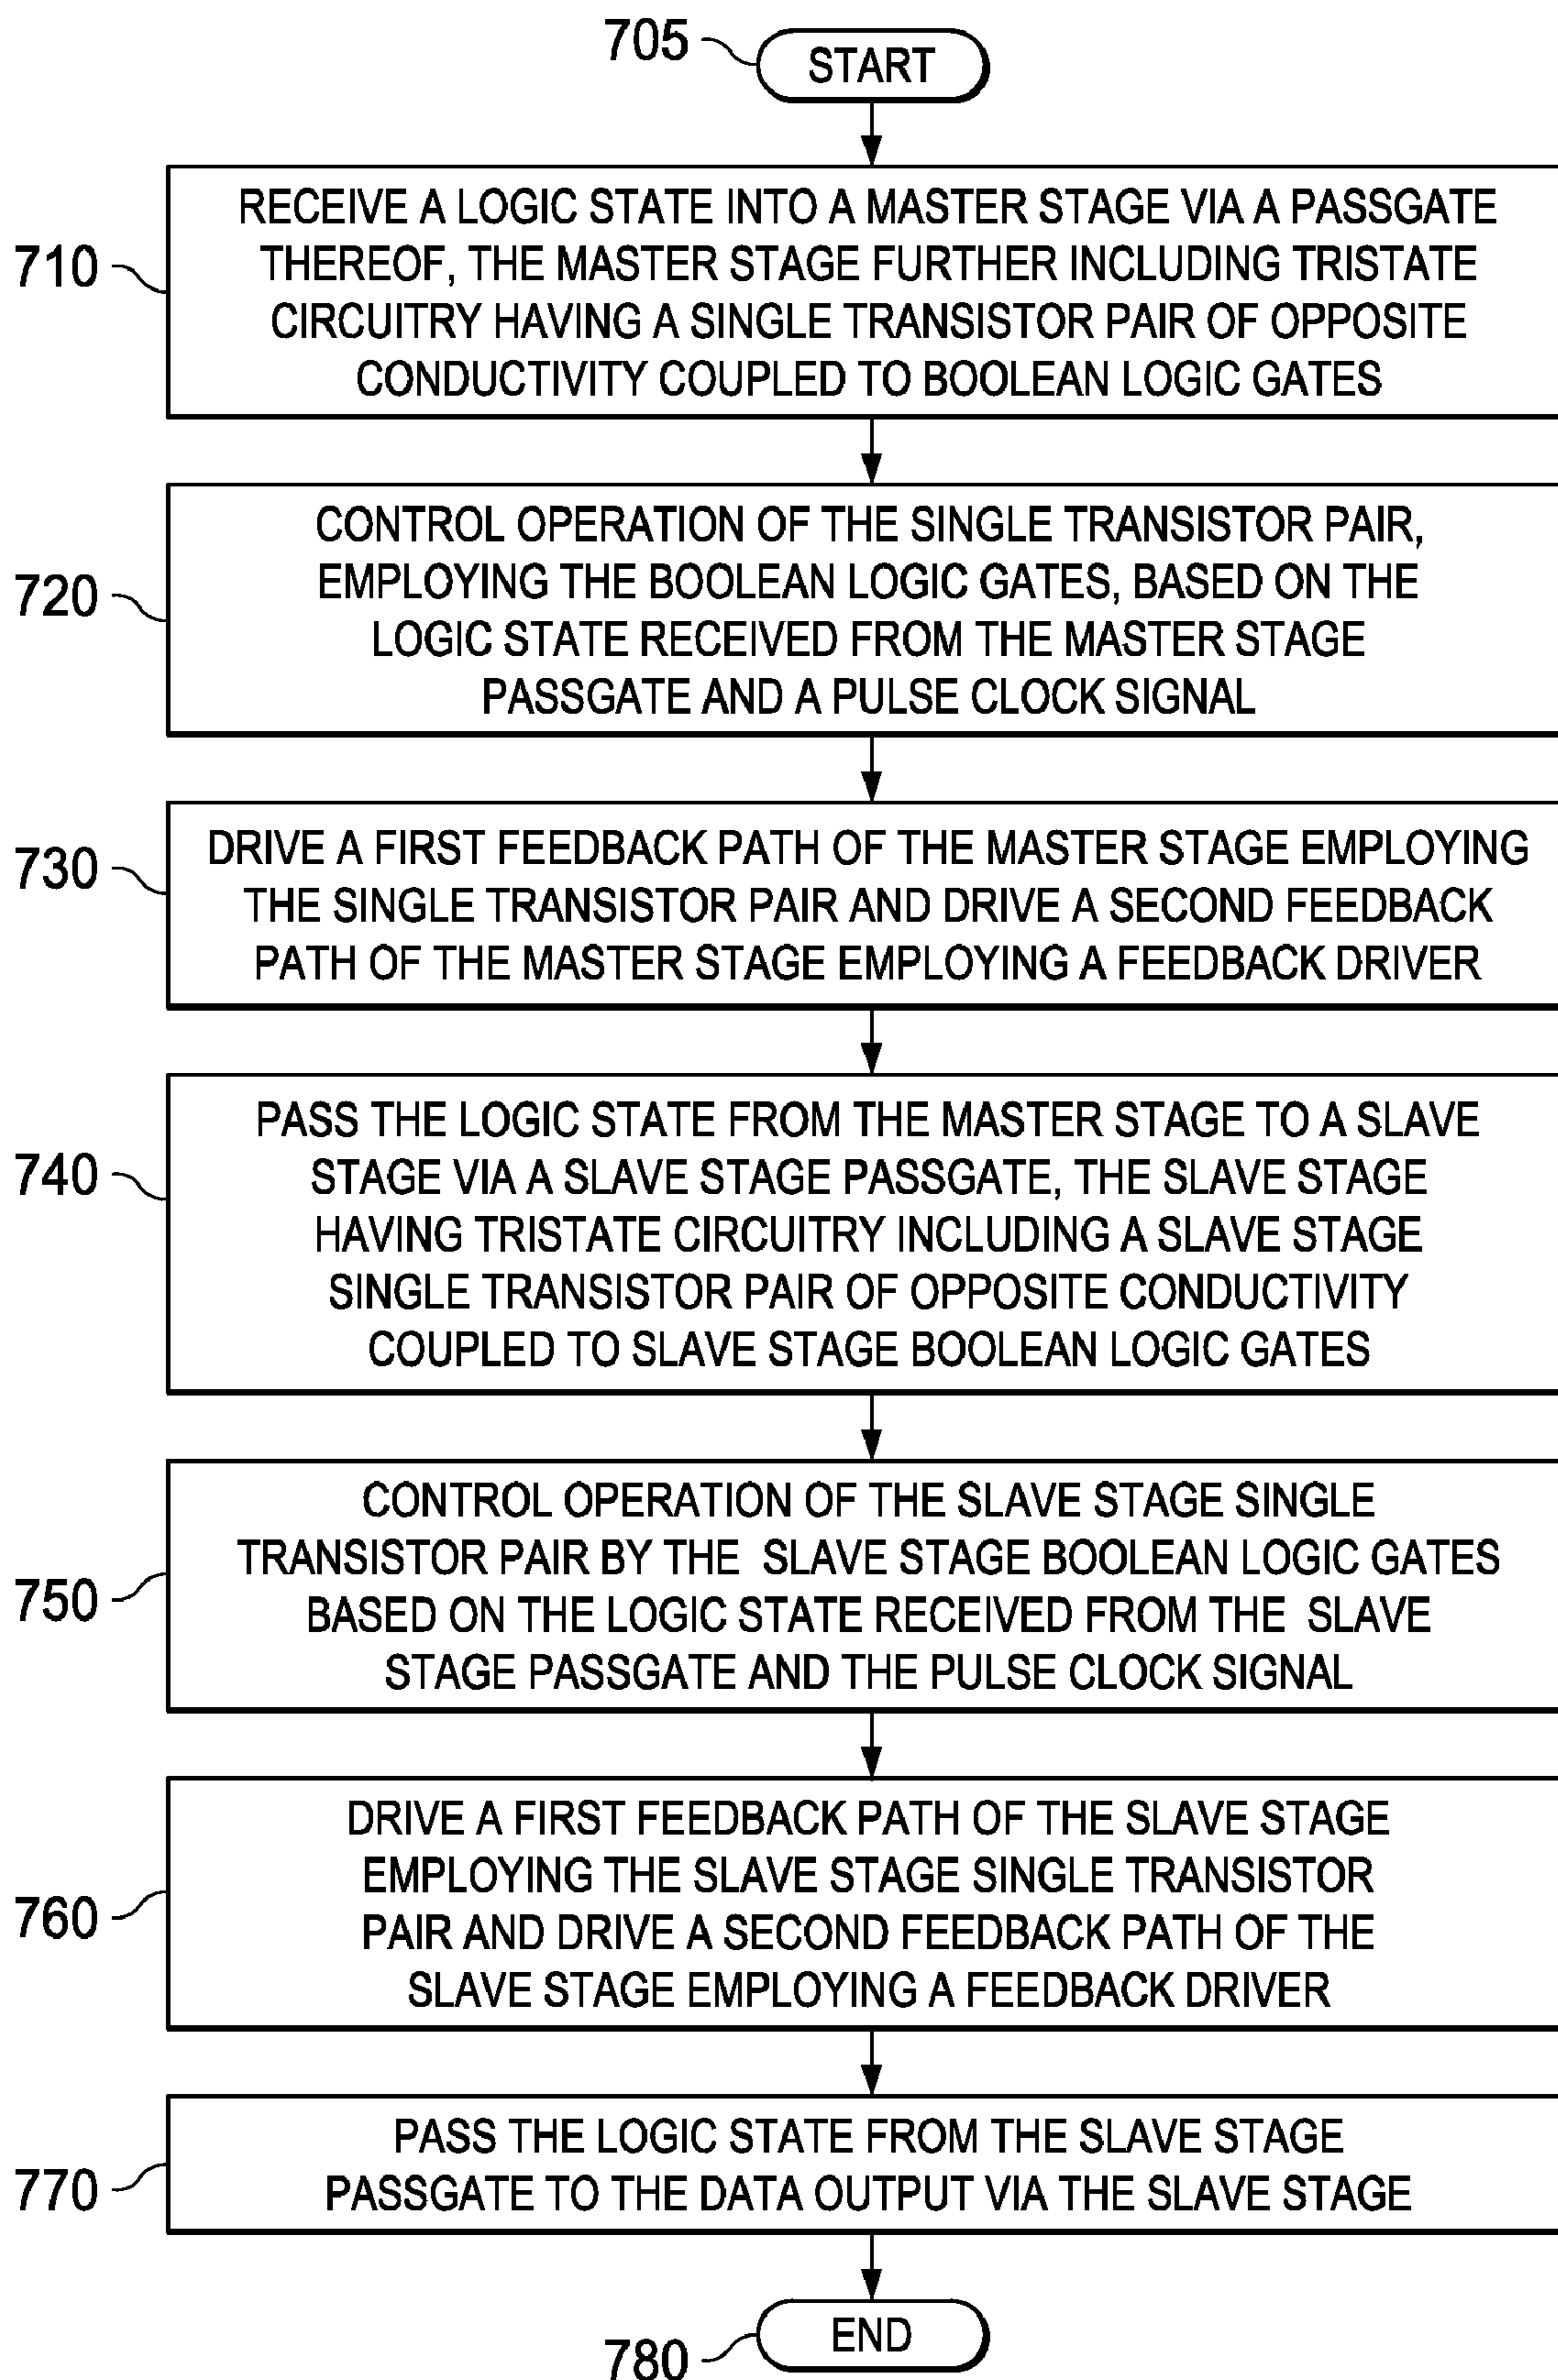 705
START
710
RECEIVE A LOGIC STATE INTO A MASTER STAGE VIA A PASSGATE
THEREOF, THE MASTER STAGE FURTHER INCLUDING TRISTATE
CIRCUITRY HAVING A SINGLE TRANSISTOR PAIR OF OPPOSITE
CONDUCTIVITY COUPLED TO BOOLEAN LOGIC GATES
720
CONTROL OPERATION OF THE SINGLE TRANSISTOR PAIR,
EMPLOYING THE BOOLEAN LOGIC GATES, BASED ON THE
LOGIC STATE RECEIVED FROM THE MASTER STAGE
PASSGATE AND A PULSE CLOCK SIGNAL
730
DRIVE A FIRST FEEDBACK PATH OF THE MASTER STAGE EMPLOYING
THE SINGLE TRANSISTOR PAIR AND DRIVE A SECOND FEEDBACK
PATH OF THE MASTER STAGE EMPLOYING A FEEDBACK DRIVER
740
PASS THE LOGIC STATE FROM THE MASTER STAGE TO A SLAVE
STAGE VIA A SLAVE STAGE PASSGATE, THE SLAVE STAGE
HAVING TRISTATE CIRCUITRY INCLUDING A SLAVE STAGE
SINGLE TRANSISTOR PAIR OF OPPOSITE CONDUCTIVITY
COUPLED TO SLAVE STAGE BOOLEAN LOGIC GATES
750
CONTROL OPERATION OF THE SLAVE STAGE SINGLE
TRANSISTOR PAIR BY THE SLAVE STAGE BOOLEAN LOGIC GATES
BASED ON THE LOGIC STATE RECEIVED FROM THE SLAVE
STAGE PASSGATE AND THE PULSE CLOCK SIGNAL
760
DRIVE A FIRST FEEDBACK PATH OF THE SLAVE STAGE
EMPLOYING THE SLAVE STAGE SINGLE TRANSISTOR
PAIR AND DRIVE A SECOND FEEDBACK PATH OF THE
SLAVE STAGE EMPLOYING A FEEDBACK DRIVER
770
PASS THE LOGIC STATE FROM THE SLAVE STAGE
PASSGATE TO THE DATA OUTPUT VIA THE SLAVE STAGE
780
END